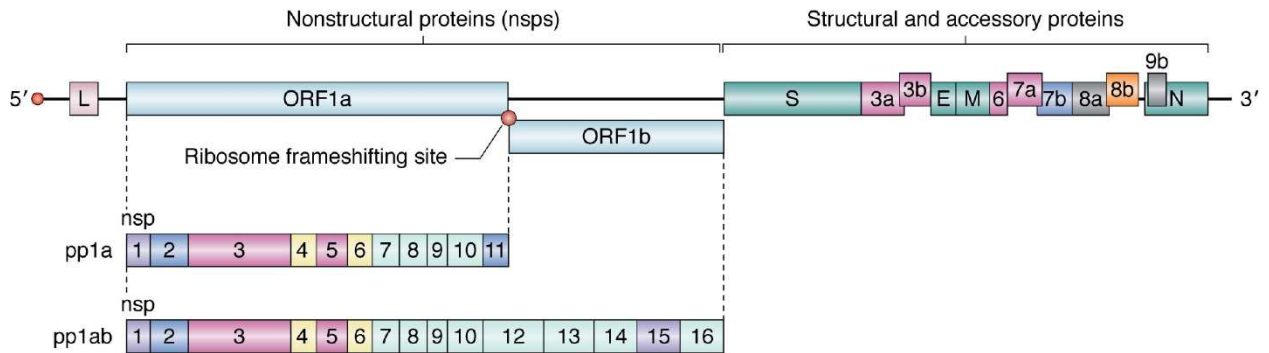 Nonstructural proteins (nsps) Structural and accessory proteins
9b
5′ L ORF1a S 3a 3b E M 6 7a 7b 8a 8b N 3′
Ribosome frameshifting site ORF1b
nsp
pp1a 1 2 3 4 5 6 7 8 9 10 11
nsp
pp1ab 1 2 3 4 5 6 7 8 9 10 12 13 14 15 16